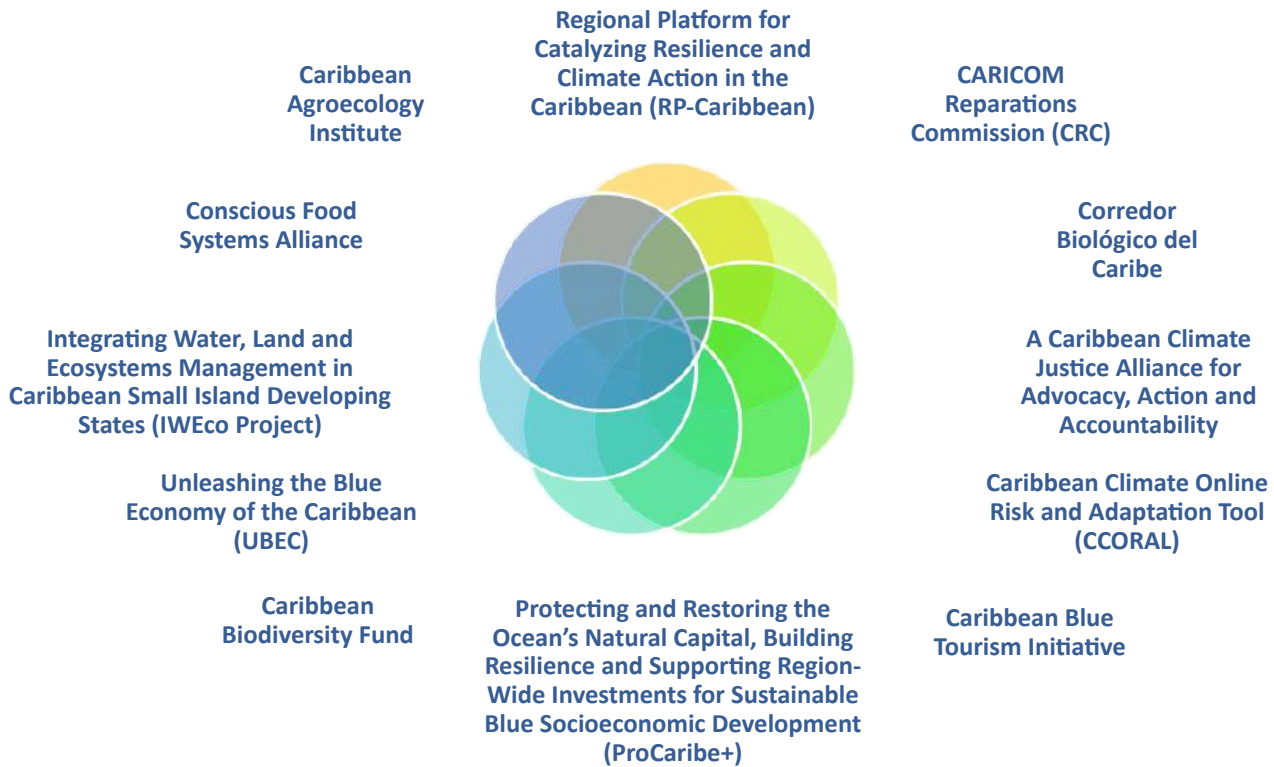 Regional Platform for
Catalyzing Resilience and
Climate Action in the
Caribbean (RP-Caribbean)
CARICOM
Reparations
Commission (CRC)
Corredor
Biológico del
Caribe
A Caribbean Climate
Justice Alliance for
Advocacy, Action and
Accountability
Caribbean Climate Online
Risk and Adaptation Tool
(CCORAL)
Caribbean Blue
Tourism Initiative
Protecting and Restoring the
Ocean's Natural Capital, Building
Resilience and Supporting Region-
Wide Investments for Sustainable
Blue Socioeconomic Development
(ProCaribe+)
Caribbean
Biodiversity Fund
Unleashing the Blue
Economy of the Caribbean
(UBEC)
Integrating Water, Land and
Ecosystems Management in
Caribbean Small Island Developing
States (IWEco Project)
Conscious Food
Systems Alliance
Caribbean
Agroecology
Institute